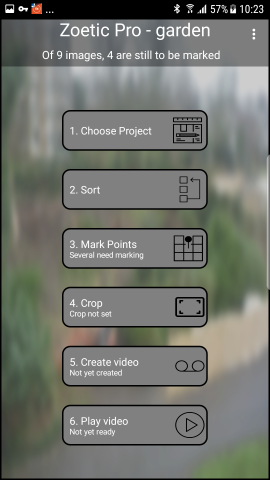 57% 10:23
Zoetic Pro - garden
Of 9 images, 4 are still to be marked
1. Choose Project
2. Sort
3. Mark Points
Several need marking
4. Crop
Crop not set
5. Create video
Not yet created
6. Play video
Not yet ready